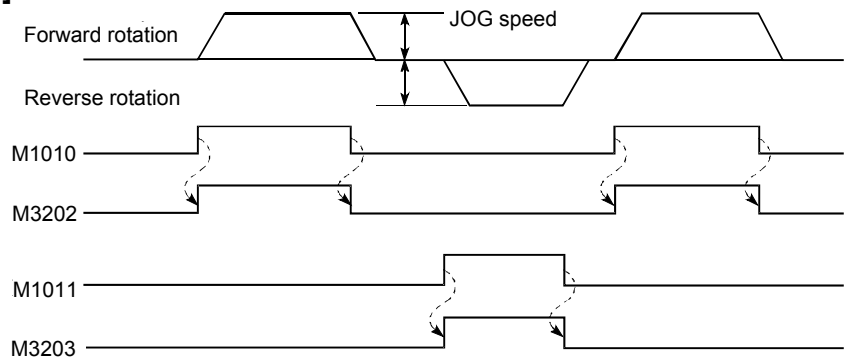 JOG speed
Forward rotation
Reverse rotation
M1010
M3202
M1011
M3203